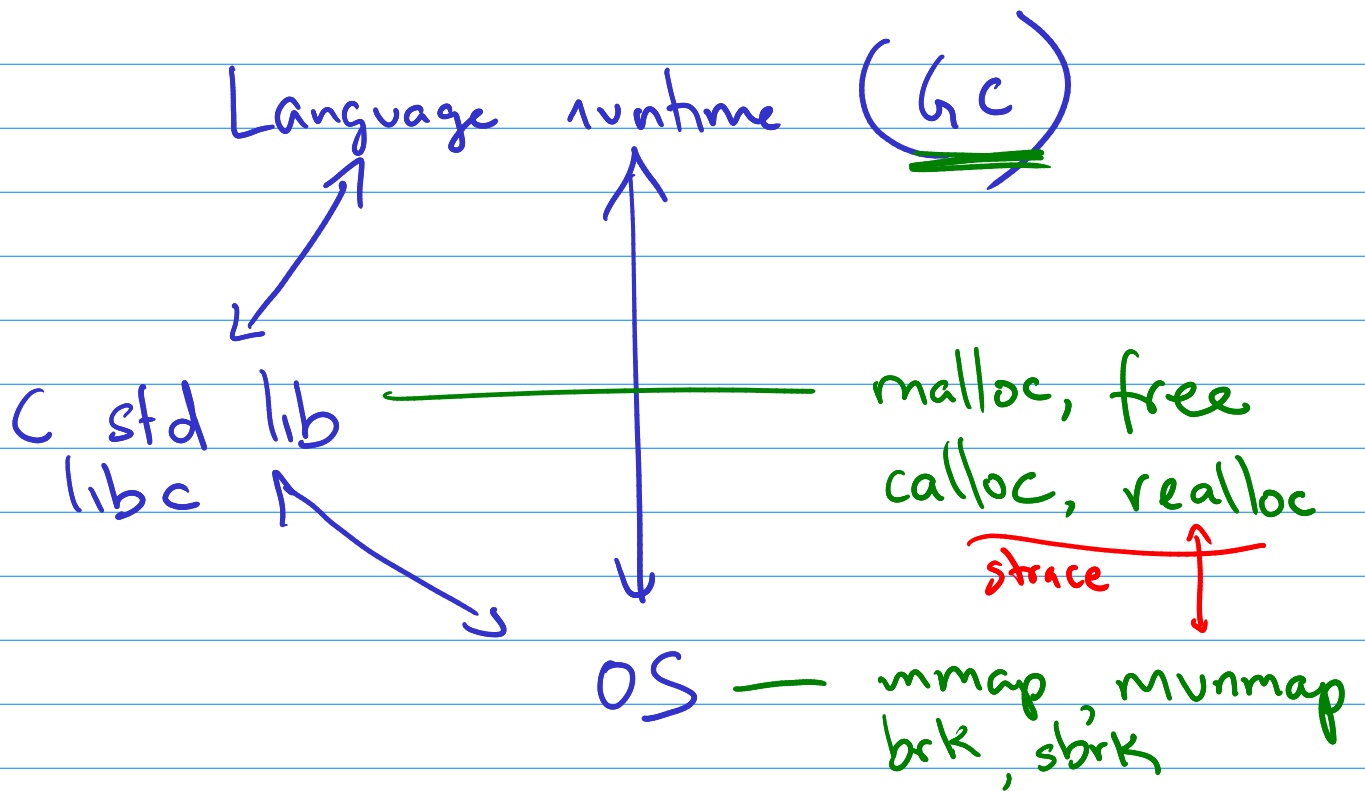 Language runtime (GC)
C std lib
malloc, free
libc
calloc, realloc
strace
OS
mmap, munmap
brk, sbrk